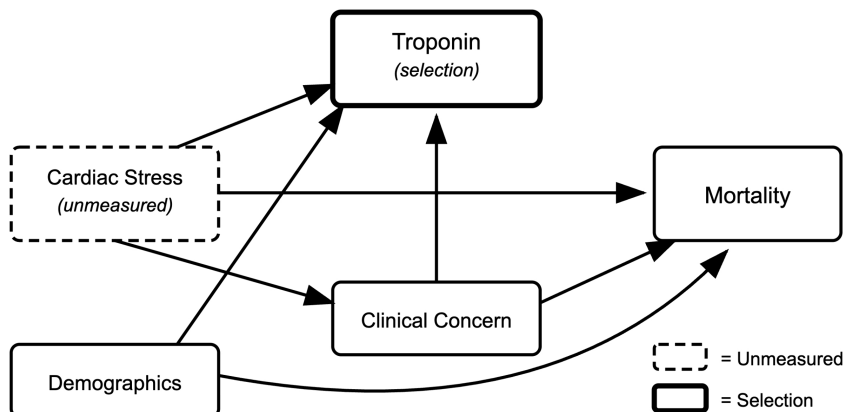 Troponin
(selection)
Cardiac Stress
(unmeasured)
Mortality
Clinical Concern
Demographics
= Unmeasured
= Selection